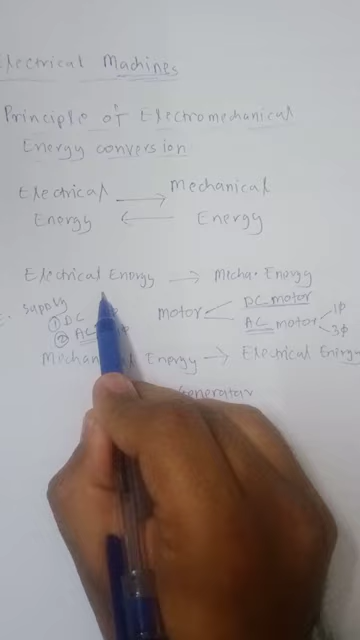 Electrical Machines
Principle of Electromechanical
Energy conversion
Electrical → Mechanical
Energy ← Energy
Electrical Energy → Mecha. Energy
Supply
① DC
② AC
Motor
DC motor
AC motor
1Φ
3Φ
Energy → Electrical Energy
Generator